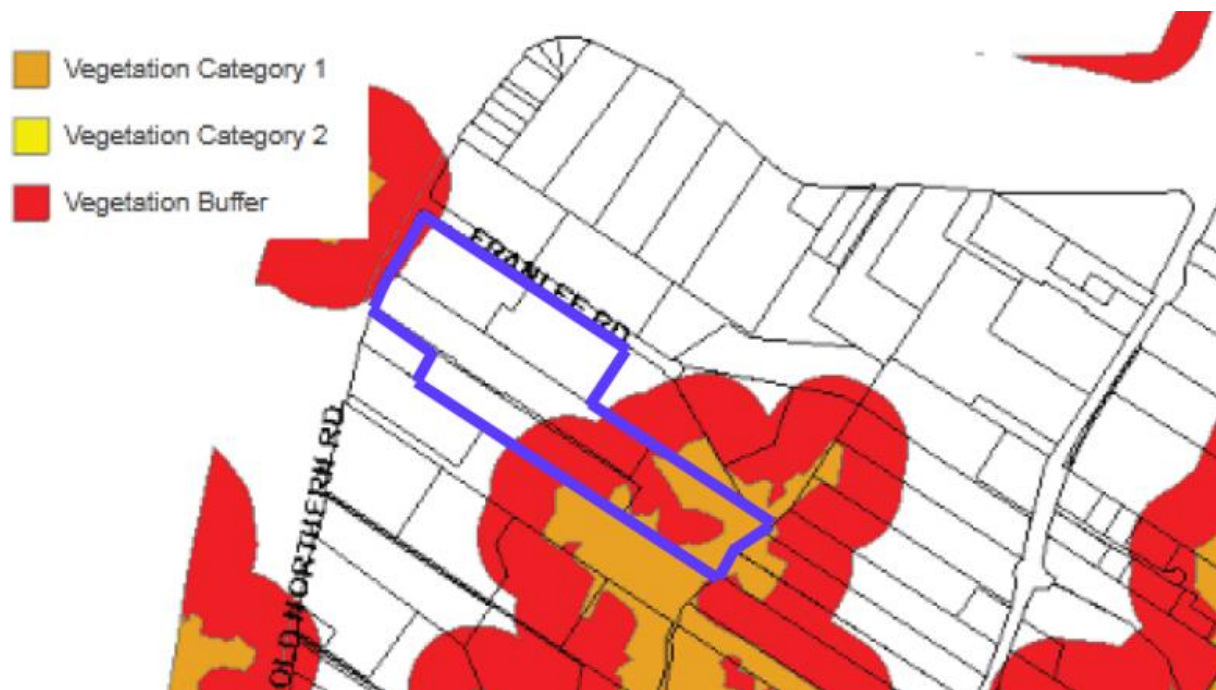 Vegetation Category 1
Vegetation Category 2
Vegetation Buffer
FRANLEE RD
OLD NORTHERN RD